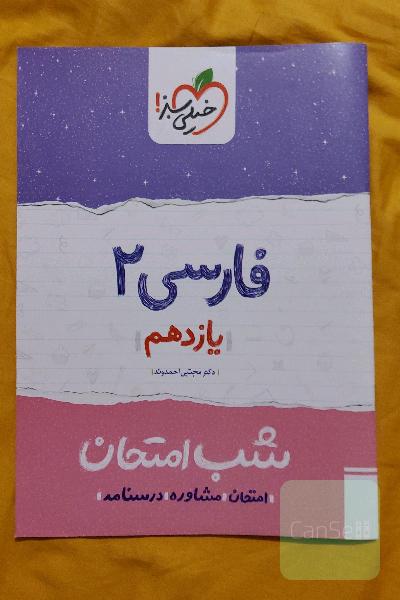 خیلی سبز!
فارسی ۲
یازدهم
دکتر مجتبی احمدوند
شب امتحان
امتحان | مشاوره | درسنامه
CanSell